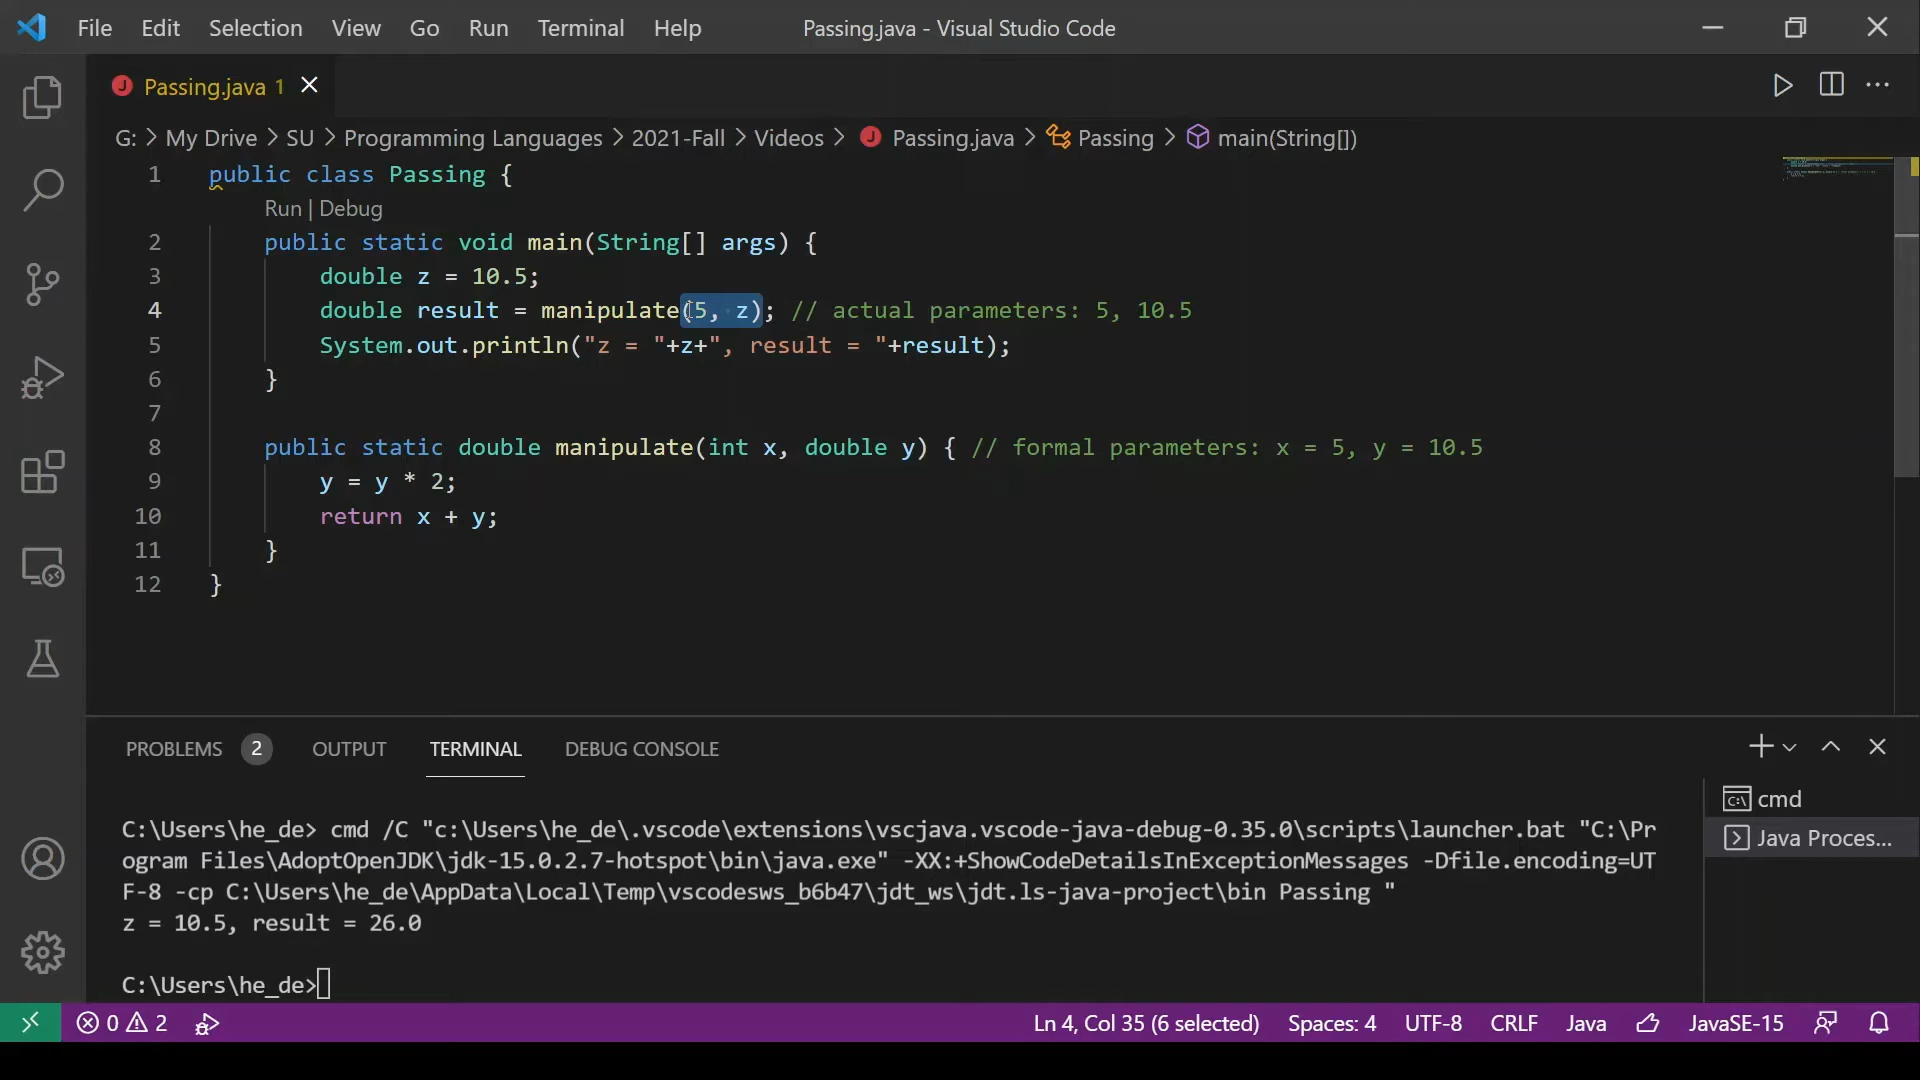 File Edit Selection View Go Run Terminal Help Passing.java - Visual Studio Code
J Passing.java 1
G: > My Drive > SU > Programming Languages > 2021-Fall > Videos > J Passing.java > Passing > main(String[])
1 public class Passing {
Run | Debug
2 public static void main(String[] args) {
3 double z = 10.5;
4 double result = manipulate(5, z); // actual parameters: 5, 10.5
5 System.out.println("z = "+z+", result = "+result);
6 }
7
8 public static double manipulate(int x, double y) { // formal parameters: x = 5, y = 10.5
9 y = y * 2;
10 return x + y;
11 }
12 }
PROBLEMS 2 OUTPUT TERMINAL DEBUG CONSOLE
cmd
Java Proces...
C:\Users\he_de> cmd /C "c:\Users\he_de\.vscode\extensions\vscjava.vscode-java-debug-0.35.0\scripts\launcher.bat "C:\Pr
ogram Files\AdoptOpenJDK\jdk-15.0.2.7-hotspot\bin\java.exe" -XX:+ShowCodeDetailsInExceptionMessages -Dfile.encoding=UT
F-8 -cp C:\Users\he_de\AppData\Local\Temp\vscodesws_b6b47\jdt_ws\jdt.ls-java-project\bin Passing "
z = 10.5, result = 26.0
C:\Users\he_de>
0 2 Ln 4, Col 35 (6 selected) Spaces: 4 UTF-8 CRLF Java JavaSE-15